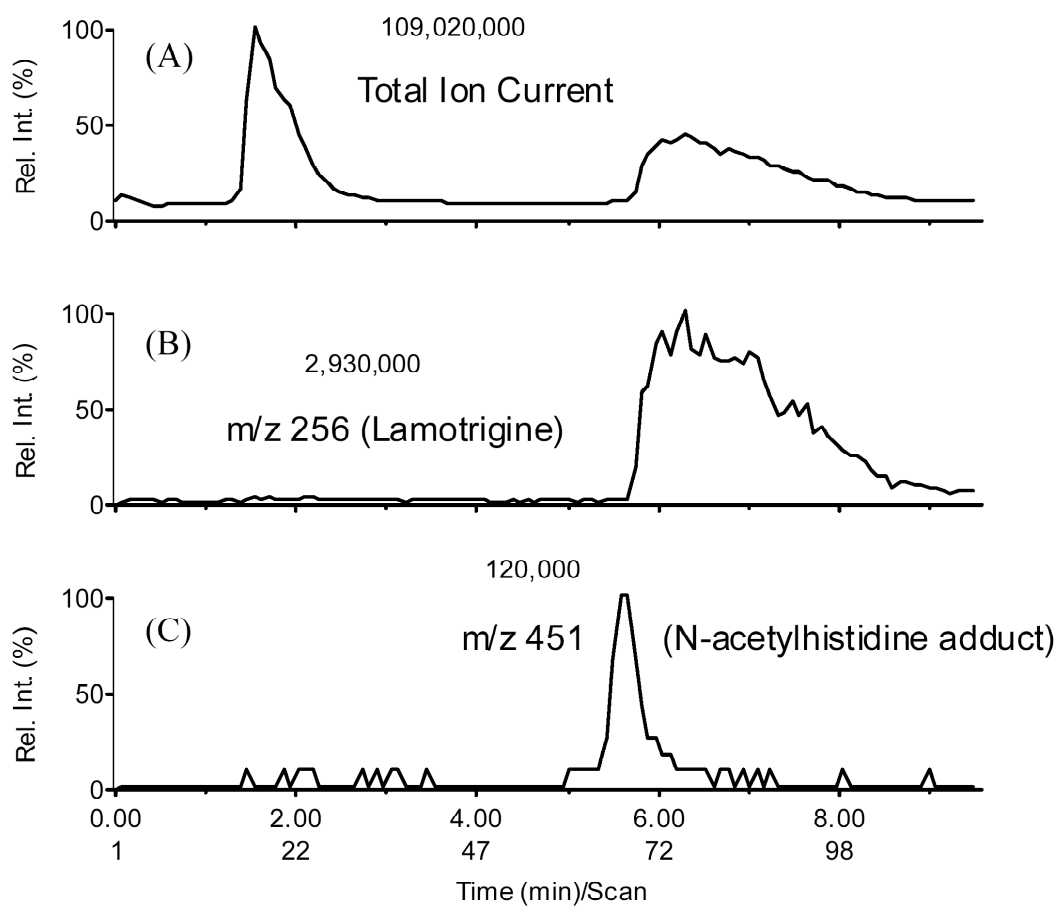 109,020,000
(A)
Total Ion Current
Rel. Int. (%)
100
50
0
(B)
2,930,000
m/z 256 (Lamotrigine)
Rel. Int. (%)
100
50
0
120,000
(C)
m/z 451 (N-acetylhistidine adduct)
Rel. Int. (%)
100
50
0
0.00 2.00 4.00 6.00 8.00
1 22 47 72 98
Time (min)/Scan